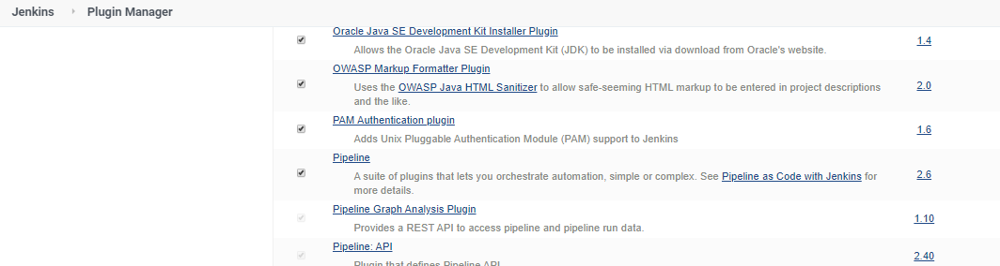 Jenkins Plugin Manager
Oracle Java SE Development Kit Installer Plugin
Allows the Oracle Java SE Development Kit (JDK) to be installed via download from Oracle's website.
1.4
OWASP Markup Formatter Plugin
Uses the OWASP Java HTML Sanitizer to allow safe-seeming HTML markup to be entered in project descriptions
and the like.
2.0
PAM Authentication plugin
Adds Unix Pluggable Authentication Module (PAM) support to Jenkins
1.6
Pipeline
A suite of plugins that lets you orchestrate automation, simple or complex. See Pipeline as Code with Jenkins for
more details.
2.6
Pipeline Graph Analysis Plugin
Provides a REST API to access pipeline and pipeline run data.
1.10
Pipeline: API
Plugin that defines Pipeline API.
2.40